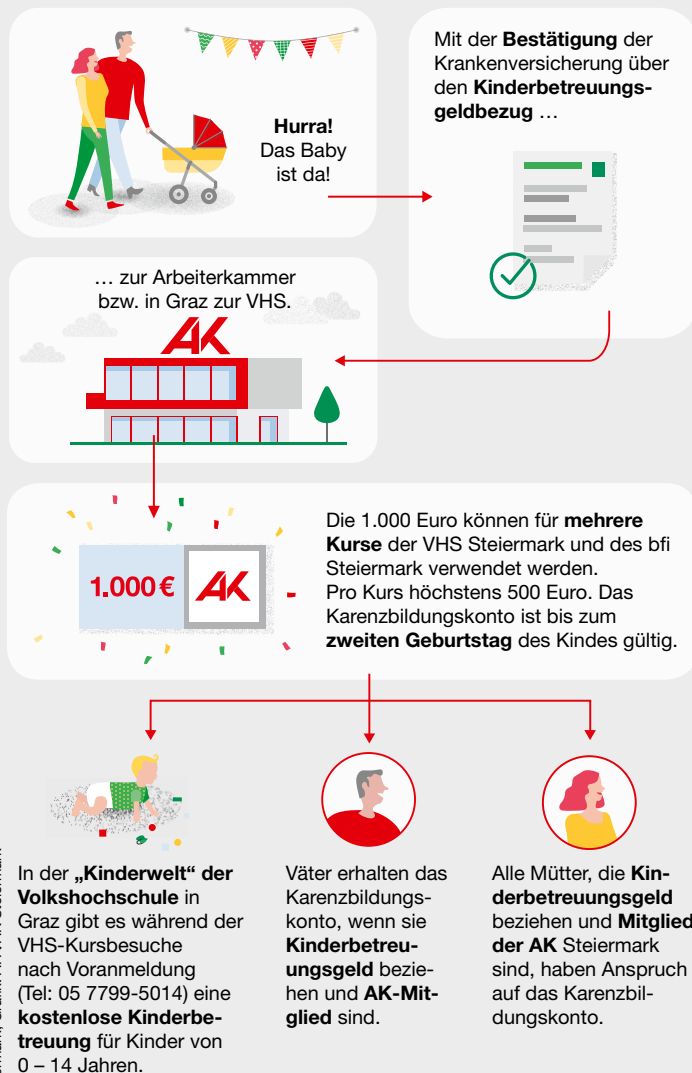 Hurra!
Das Baby
ist da!
Mit der Bestätigung der
Krankenversicherung über
den Kinderbetreuungs-
geldbezug …
… zur Arbeiterkammer
bzw. in Graz zur VHS.
AK
1.000 €
AK
Die 1.000 Euro können für mehrere
Kurse der VHS Steiermark und des bfi
Steiermark verwendet werden.
Pro Kurs höchstens 500 Euro. Das
Karenzbildungskonto ist bis zum
zweiten Geburtstag des Kindes gültig.
In der „Kinderwelt“ der
Volkshochschule in
Graz gibt es während der
VHS-Kursbesuche
nach Voranmeldung
(Tel: 05 7799-5014) eine
kostenlose Kinderbe-
treuung für Kinder von
0 – 14 Jahren.
Väter erhalten das
Karenzbildungs-
konto, wenn sie
Kinderbetreu-
ungsgeld bezie-
hen und AK-Mit-
glied sind.
Alle Mütter, die Kin-
derbetreuungsgeld
beziehen und Mitglied
der AK Steiermark
sind, haben Anspruch
auf das Karenzbil-
dungskonto.